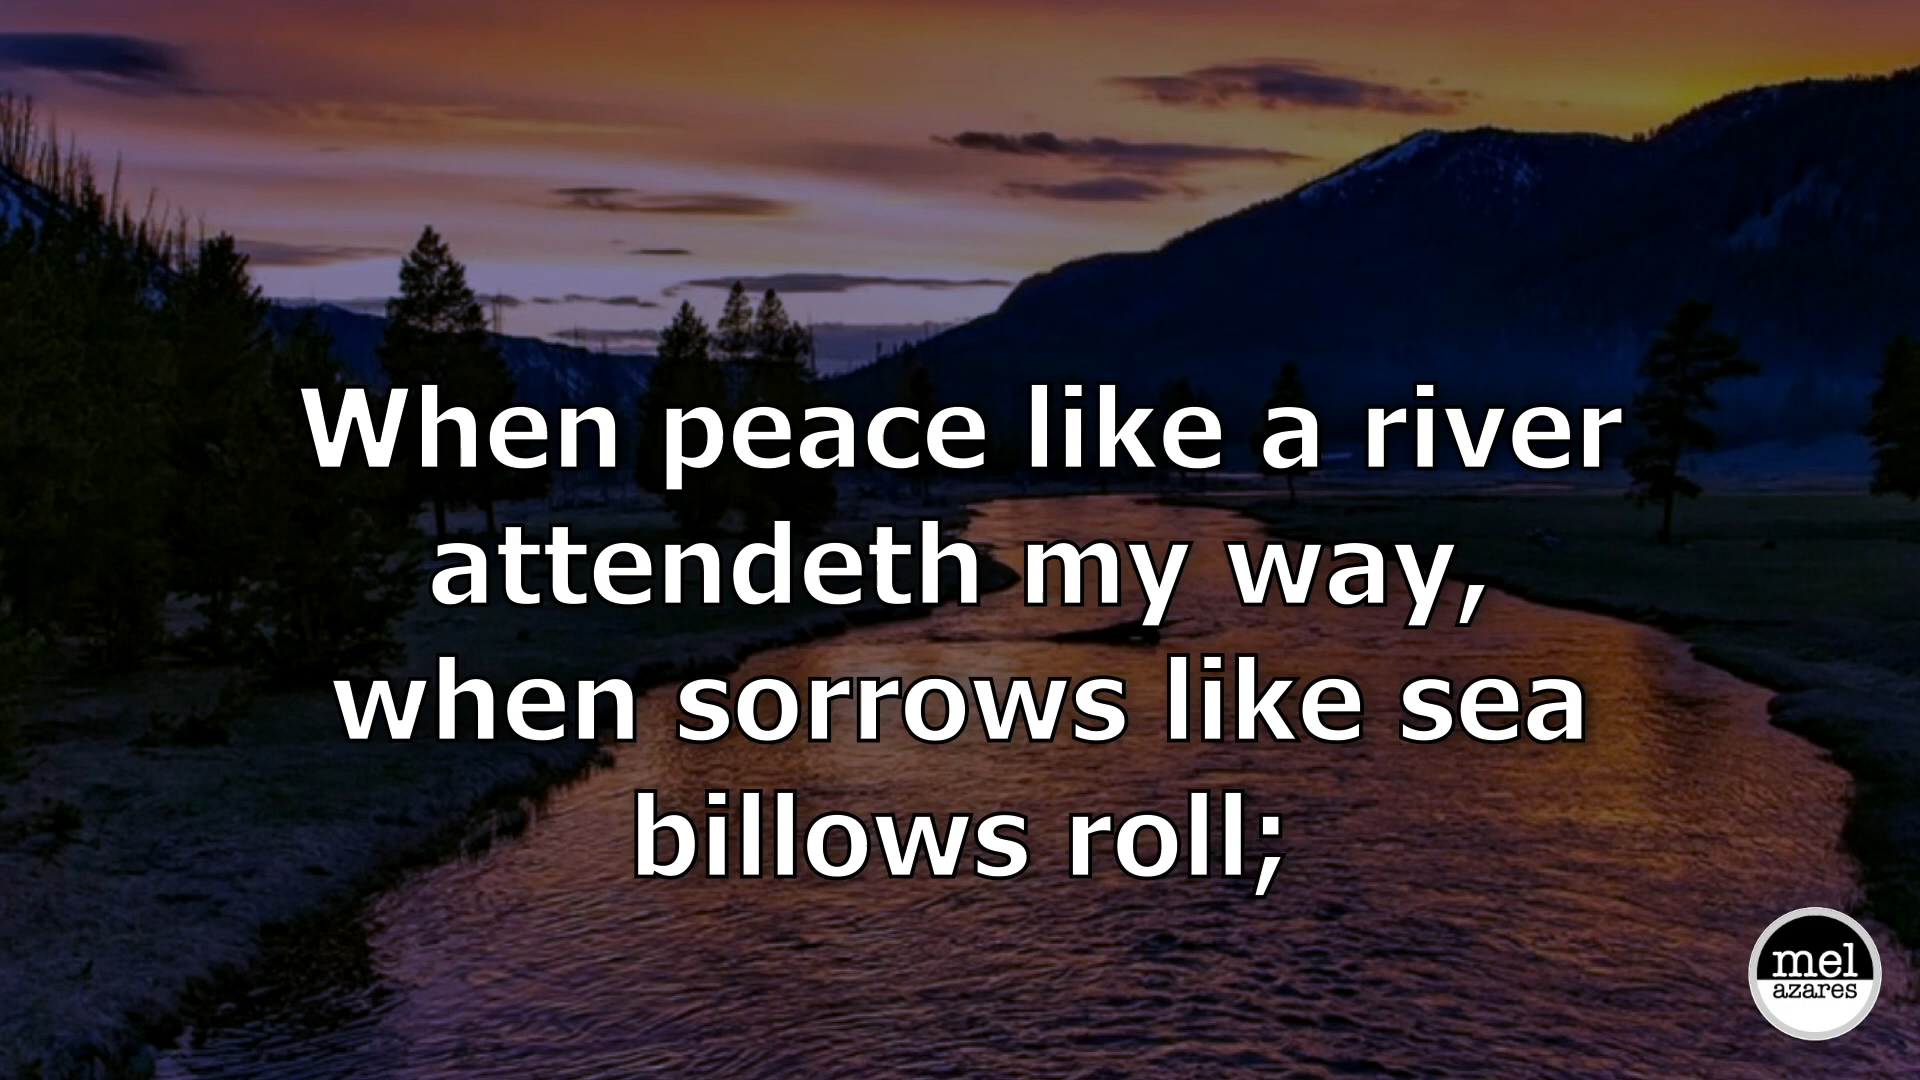 When peace like a river
attendeth my way,
when sorrows like sea
billows roll;
mel
azares